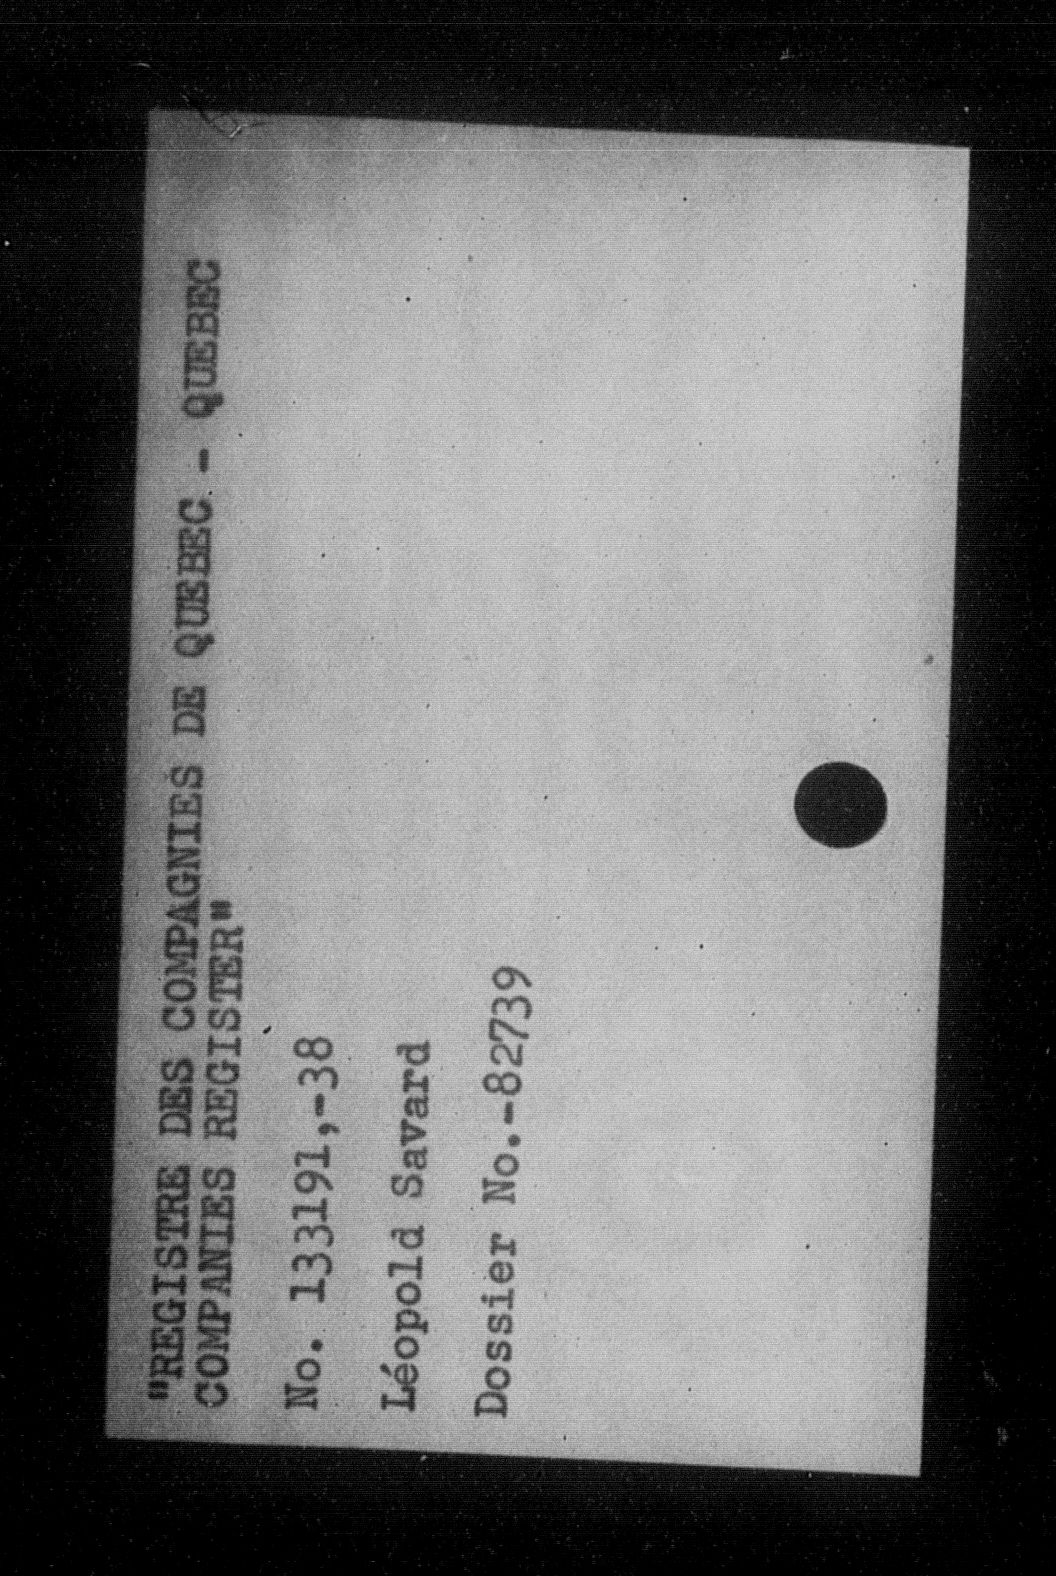 "REGISTRE DES COMPAGNIES DE QUEBEC - QUEBEC
COMPANIES REGISTER"
No. 133191,-38
Léopold Savard
Dossier No.-82739